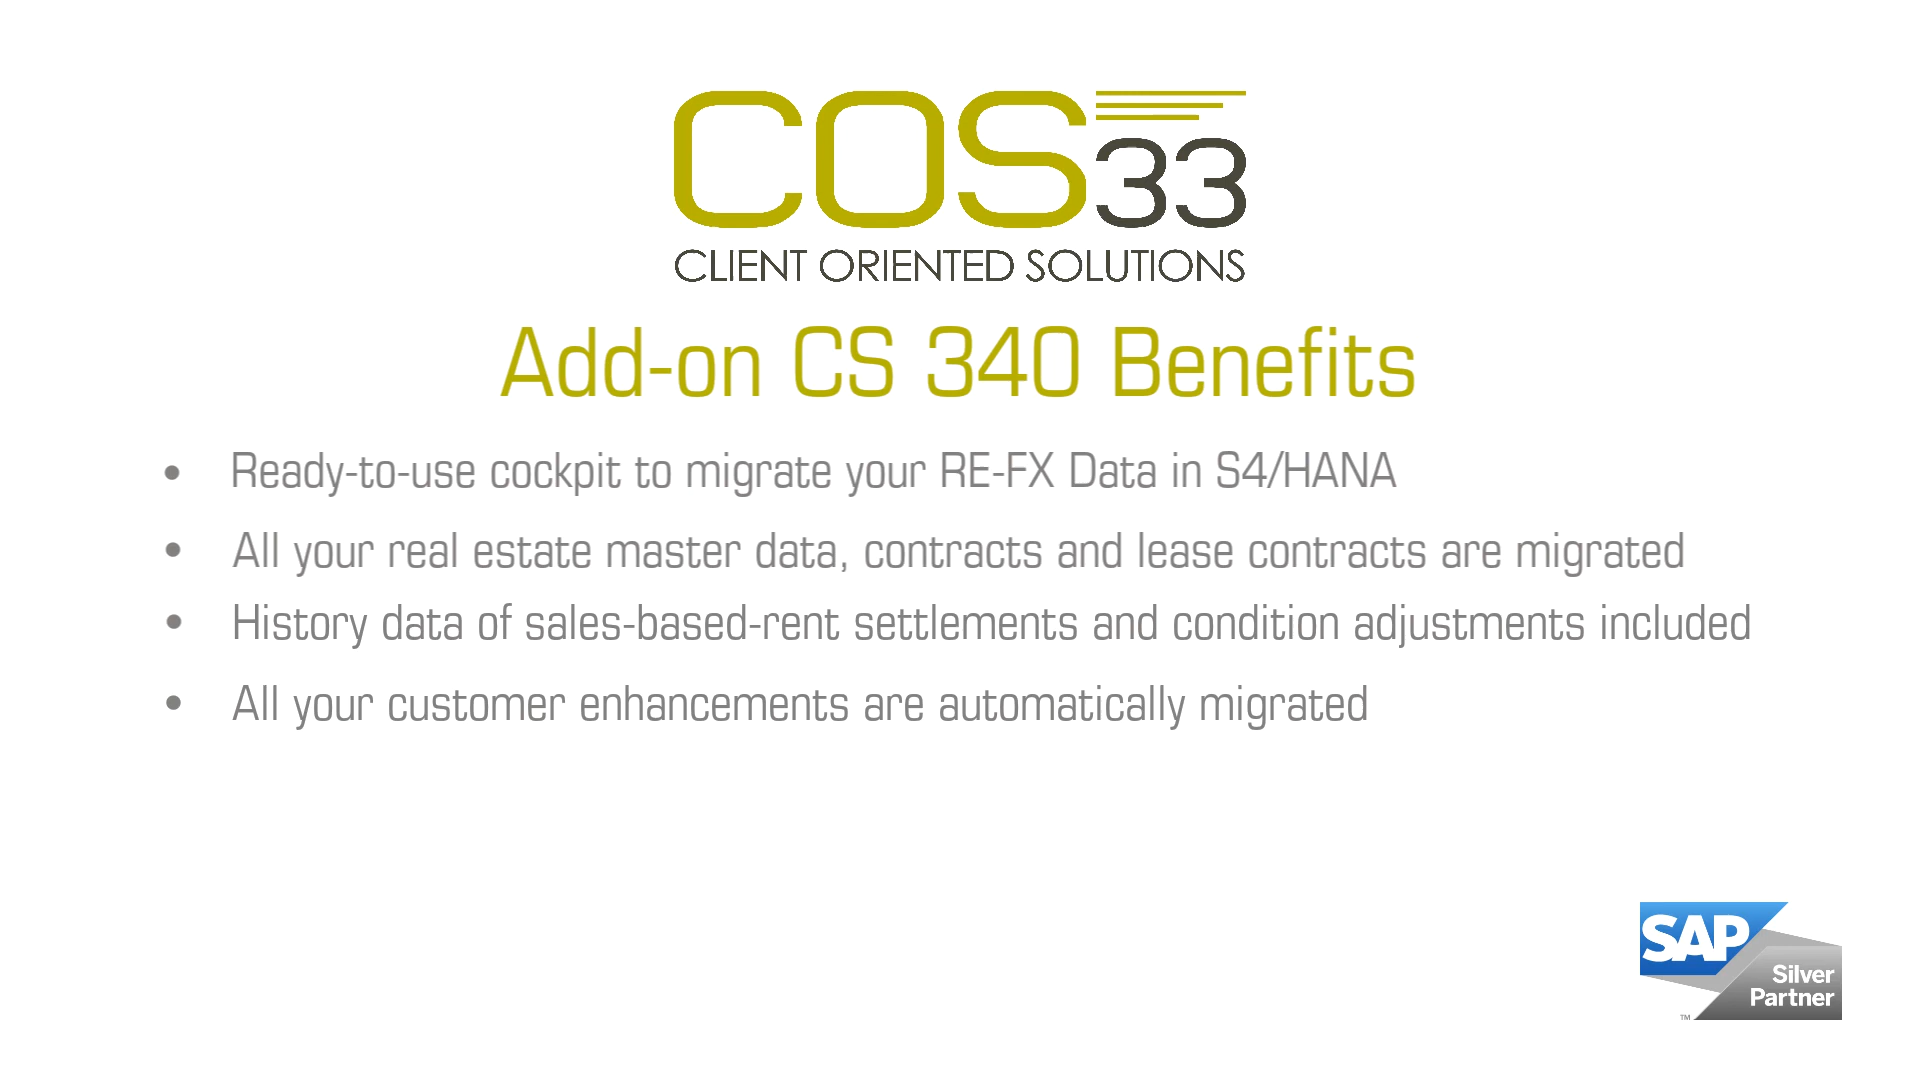 COS33
CLIENT ORIENTED SOLUTIONS
Add-on CS 340 Benefits
• Ready-to-use cockpit to migrate your RE-FX Data in S4/HANA
• All your real estate master data, contracts and lease contracts are migrated
• History data of sales-based-rent settlements and condition adjustments included
• All your customer enhancements are automatically migrated
SAP
Silver
Partner
™